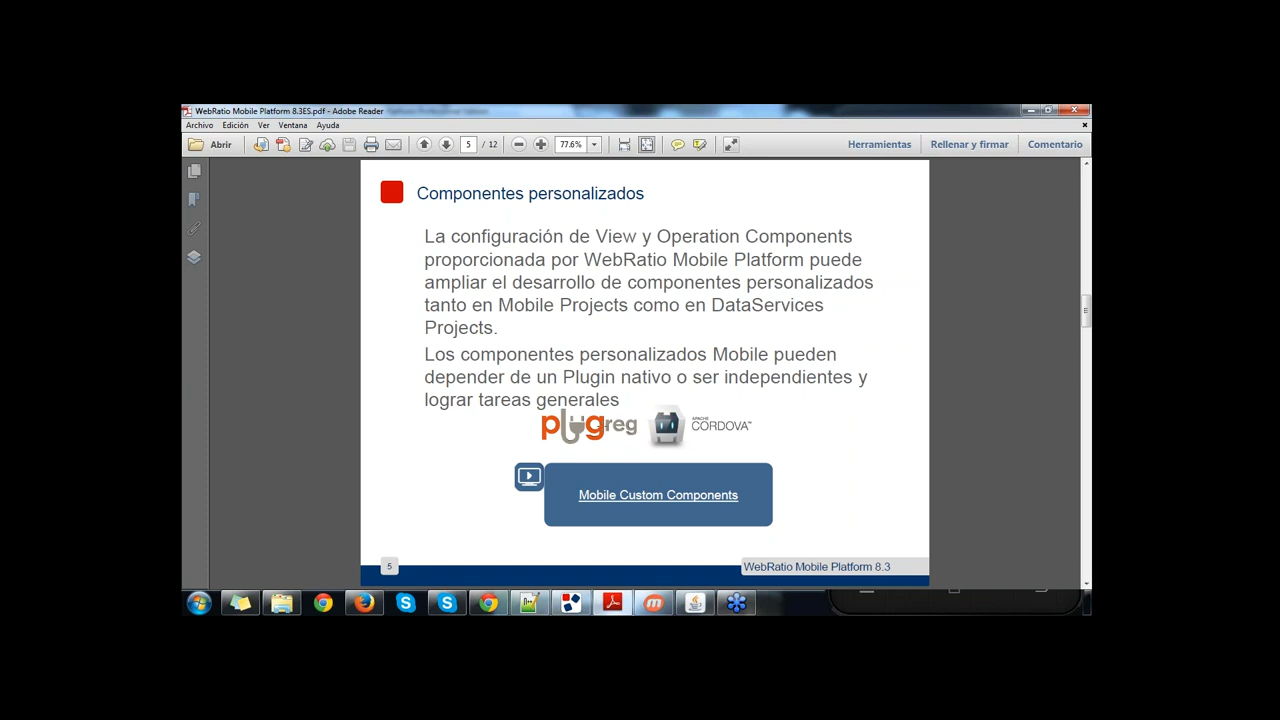 WebRatio Mobile Platform 8.3ES.pdf - Adobe Reader
Archivo Edición Ver Ventana Ayuda
Abrir 5 / 12 77.6% Herramientas Rellenar y firmar Comentario
Componentes personalizados
La configuración de View y Operation Components
proporcionada por WebRatio Mobile Platform puede
ampliar el desarrollo de componentes personalizados
tanto en Mobile Projects como en DataServices
Projects.
Los componentes personalizados Mobile pueden
depender de un Plugin nativo o ser independientes y
lograr tareas generales
plugreg
APACHE
CORDOVA™
Mobile Custom Components
5
WebRatio Mobile Platform 8.3